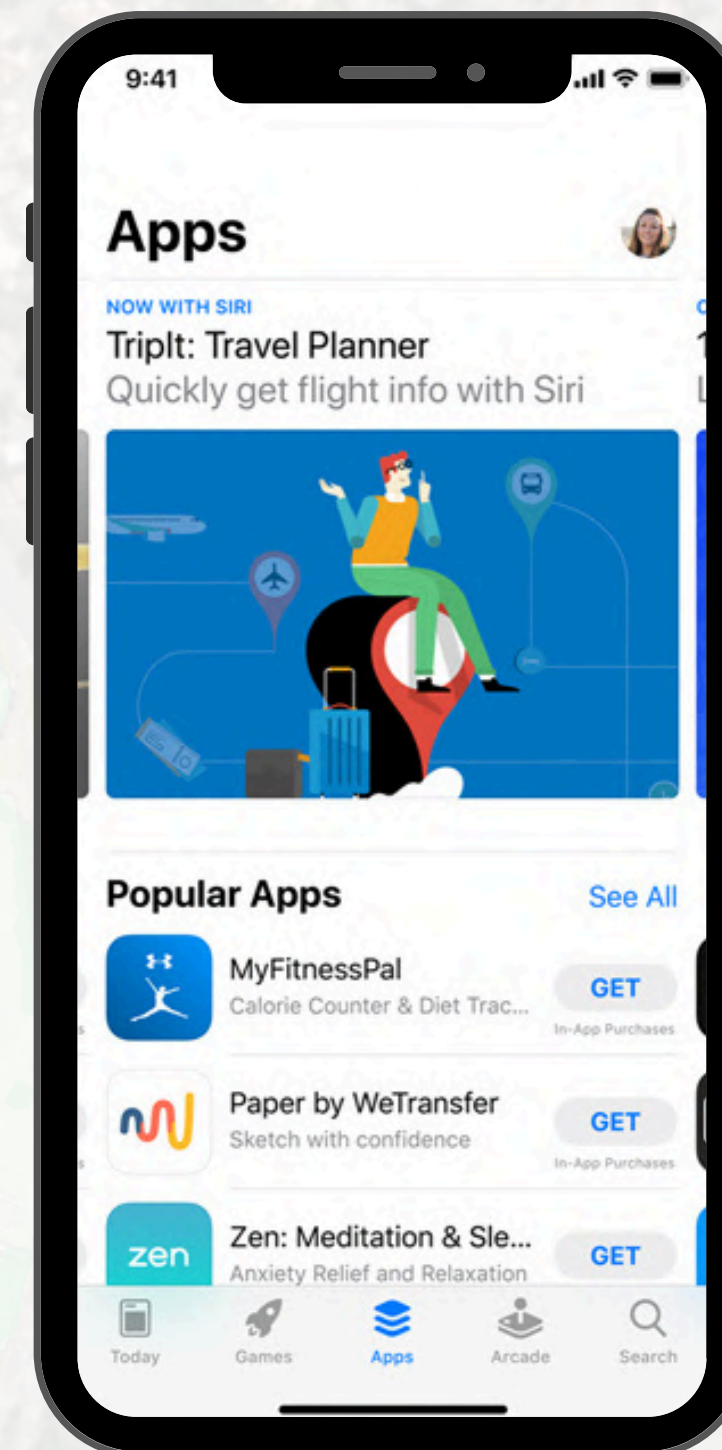 9:41
Apps
NOW WITH SIRI
TripIt: Travel Planner
Quickly get flight info with Siri
Popular Apps
See All
MyFitnessPal
Calorie Counter & Diet Trac...
GET
In-App Purchases
Paper by WeTransfer
Sketch with confidence
GET
In-App Purchases
zen
Zen: Meditation & Sle...
Anxiety Relief and Relaxation
GET
Today
Games
Apps
Arcade
Search